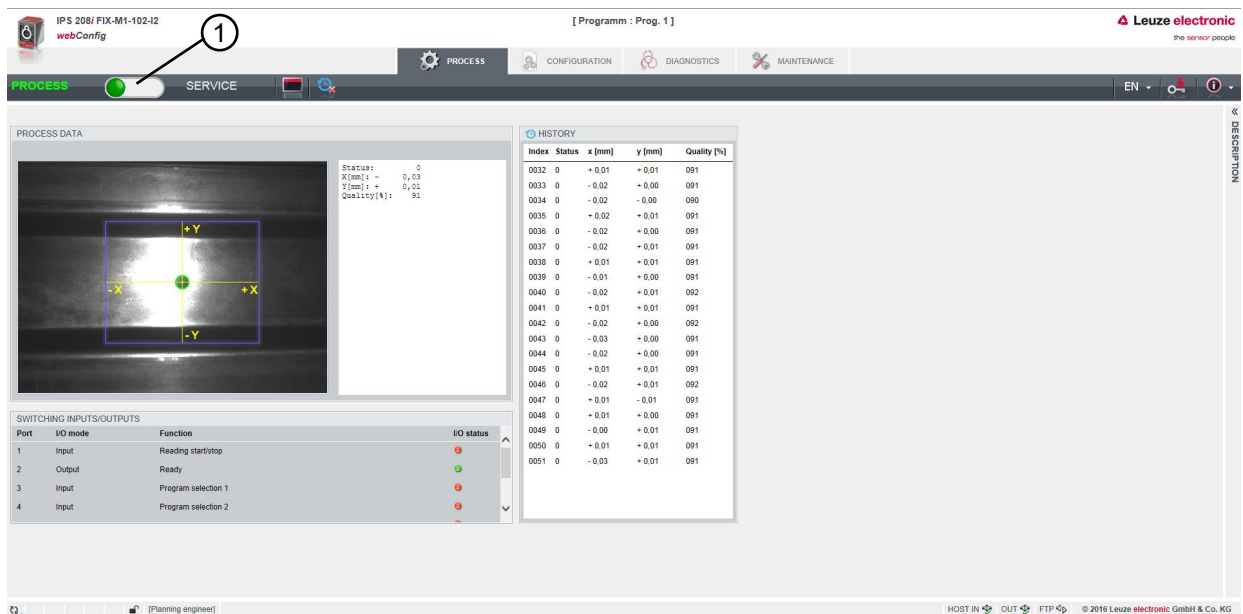 IPS 208i FIX-M1-102-I2
webConfig
1
[ Programm : Prog. 1 ]
Leuze electronic
the sensor people
PROCESS
CONFIGURATION
DIAGNOSTICS
MAINTENANCE
PROCESS SERVICE
EN
PROCESS DATA
Status: 0
X[mm]: - 0,03
Y[mm]: + 0,01
Quality[%]: 91
+Y
-X +X
-Y
HISTORY
Index Status x [mm] y [mm] Quality [%]
0032 0 + 0,01 + 0,01 091
0033 0 - 0,02 + 0,00 091
0034 0 - 0,02 - 0,00 090
0035 0 + 0,02 + 0,01 091
0036 0 - 0,02 + 0,00 091
0037 0 - 0,02 + 0,01 091
0038 0 + 0,01 + 0,01 091
0039 0 - 0,01 + 0,00 091
0040 0 - 0,02 + 0,01 092
0041 0 + 0,01 + 0,01 091
0042 0 - 0,02 + 0,00 092
0043 0 - 0,03 + 0,00 091
0044 0 - 0,02 + 0,00 091
0045 0 + 0,01 + 0,01 091
0046 0 - 0,02 + 0,01 092
0047 0 + 0,01 - 0,01 091
0048 0 + 0,01 + 0,00 091
0049 0 - 0,00 + 0,01 091
0050 0 + 0,01 + 0,01 091
0051 0 - 0,03 + 0,01 091
« DESCRIPTION
SWITCHING INPUTS/OUTPUTS
Port I/O mode Function I/O status
1 Input Reading start/stop
2 Output Ready
3 Input Program selection 1
4 Input Program selection 2
[Planning engineer]
HOST IN OUT FTP © 2016 Leuze electronic GmbH & Co. KG